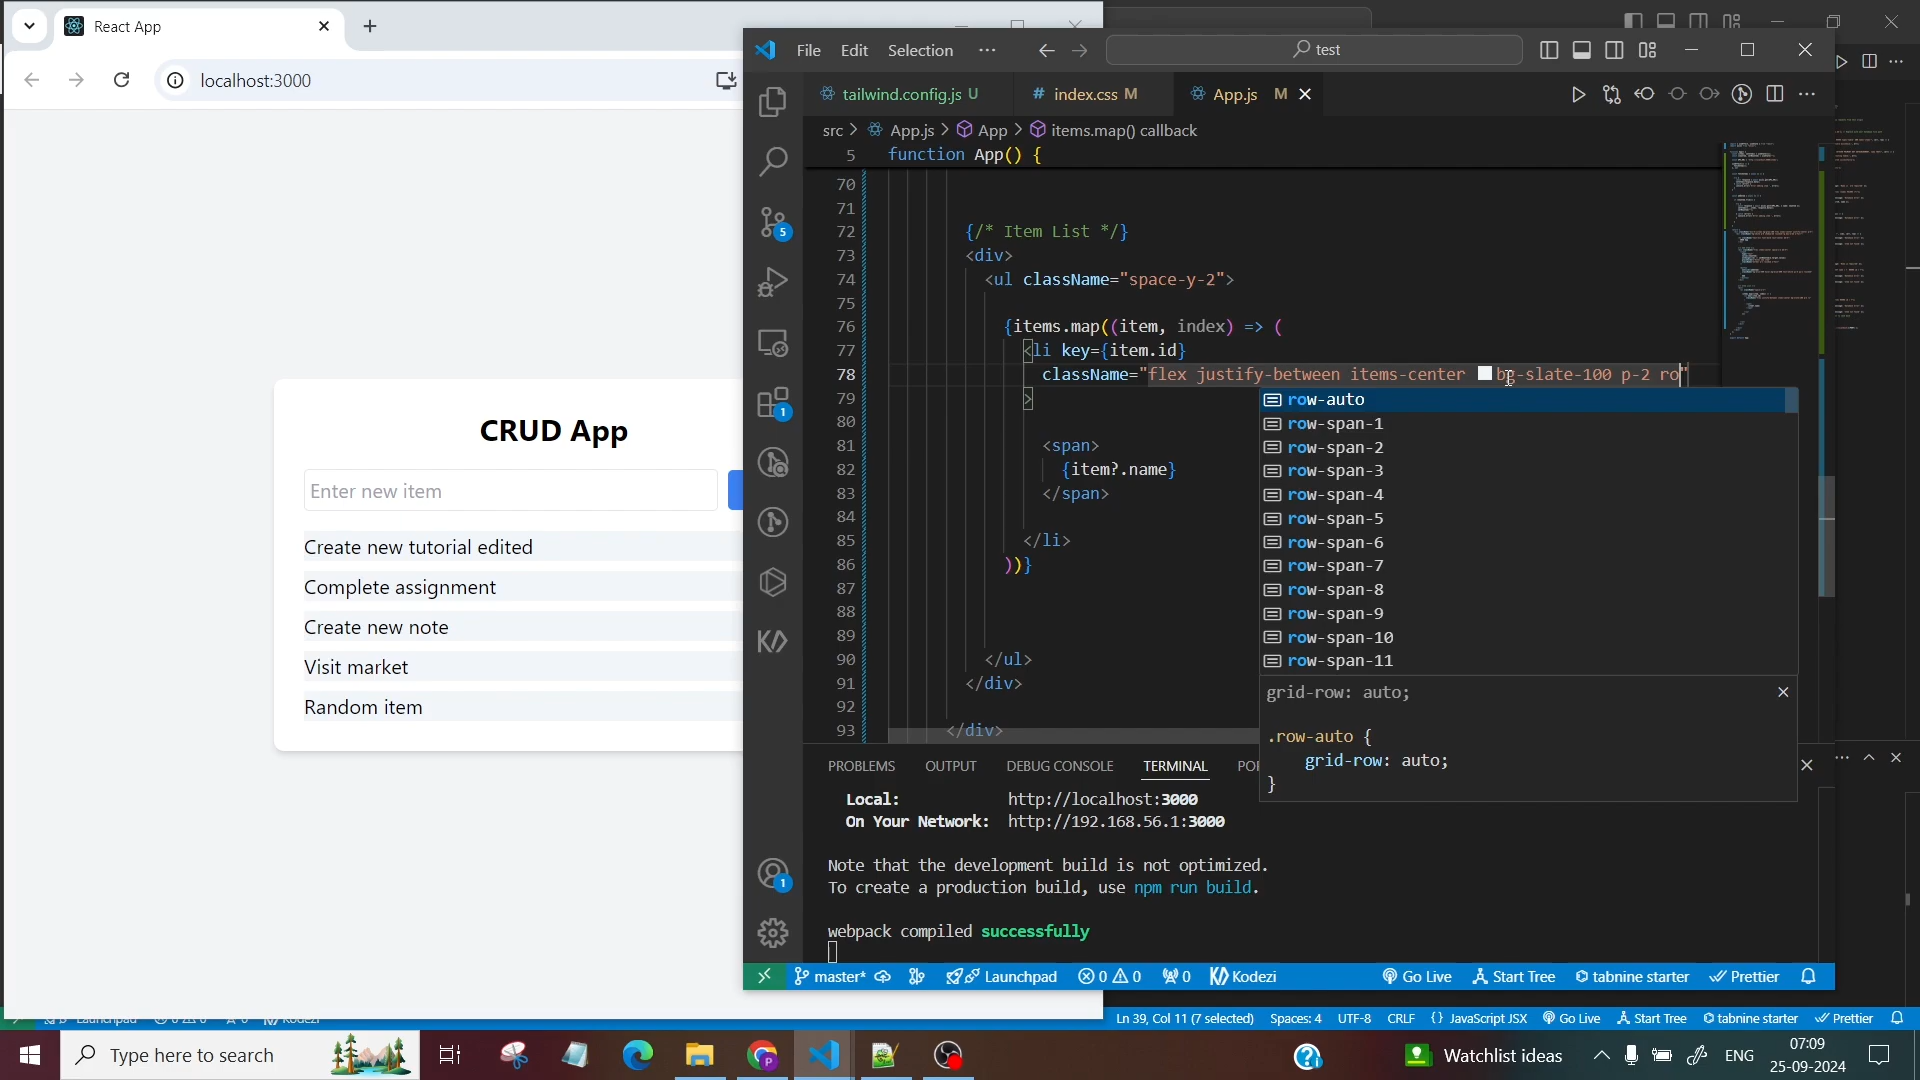 React App
localhost:3000
CRUD App
Enter new item
Create new tutorial edited
Complete assignment
Create new note
Visit market
Random item
File Edit Selection ···
test
tailwind.config.js U
# index.css M
App.js M
src > App.js > App > items.map() callback
5 function App() {
70
71
72 {/* Item List */}
73 <div>
74 <ul className="space-y-2">
75
76 {items.map((item, index) => (
77 <li key={item.id}
78 className="flex justify-between items-center bg-slate-100 p-2 ro"
79 >
80
81 <span>
82 {item?.name}
83 </span>
84
85 </li>
86 ))}
87
88
89
90 </ul>
91 </div>
92
93 </div>
row-auto
row-span-1
row-span-2
row-span-3
row-span-4
row-span-5
row-span-6
row-span-7
row-span-8
row-span-9
row-span-10
row-span-11
grid-row: auto;
.row-auto {
grid-row: auto;
}
5
1
1
PROBLEMS OUTPUT DEBUG CONSOLE TERMINAL PO
Local: http://localhost:3000
On Your Network: http://192.168.56.1:3000
Note that the development build is not optimized.
To create a production build, use npm run build.
webpack compiled successfully
master* Launchpad 0 0 0 Kodezi Go Live Start Tree tabnine starter Prettier
Ln 39, Col 11 (7 selected) Spaces: 4 UTF-8 CRLF {} JavaScript JSX Go Live Start Tree tabnine starter Prettier
Type here to search
Watchlist ideas
ENG
07:09
25-09-2024